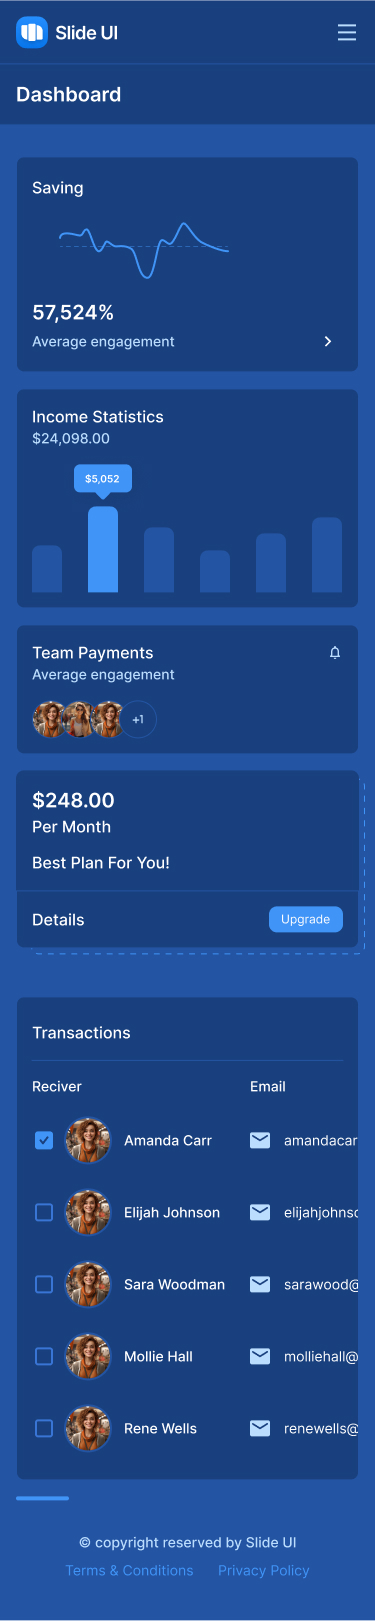 Slide UI
Dashboard
Saving
57,524%
Average engagement
Income Statistics
$24,098.00
$5,052
Team Payments
Average engagement
+1
$248.00
Per Month
Best Plan For You!
Details
Upgrade
Transactions
Reciver Email
Amanda Carr amandacar
Elijah Johnson elijahjohnso
Sara Woodman sarawood@
Mollie Hall molliehall@
Rene Wells renewells@
© copyright reserved by Slide UI
Terms & Conditions Privacy Policy